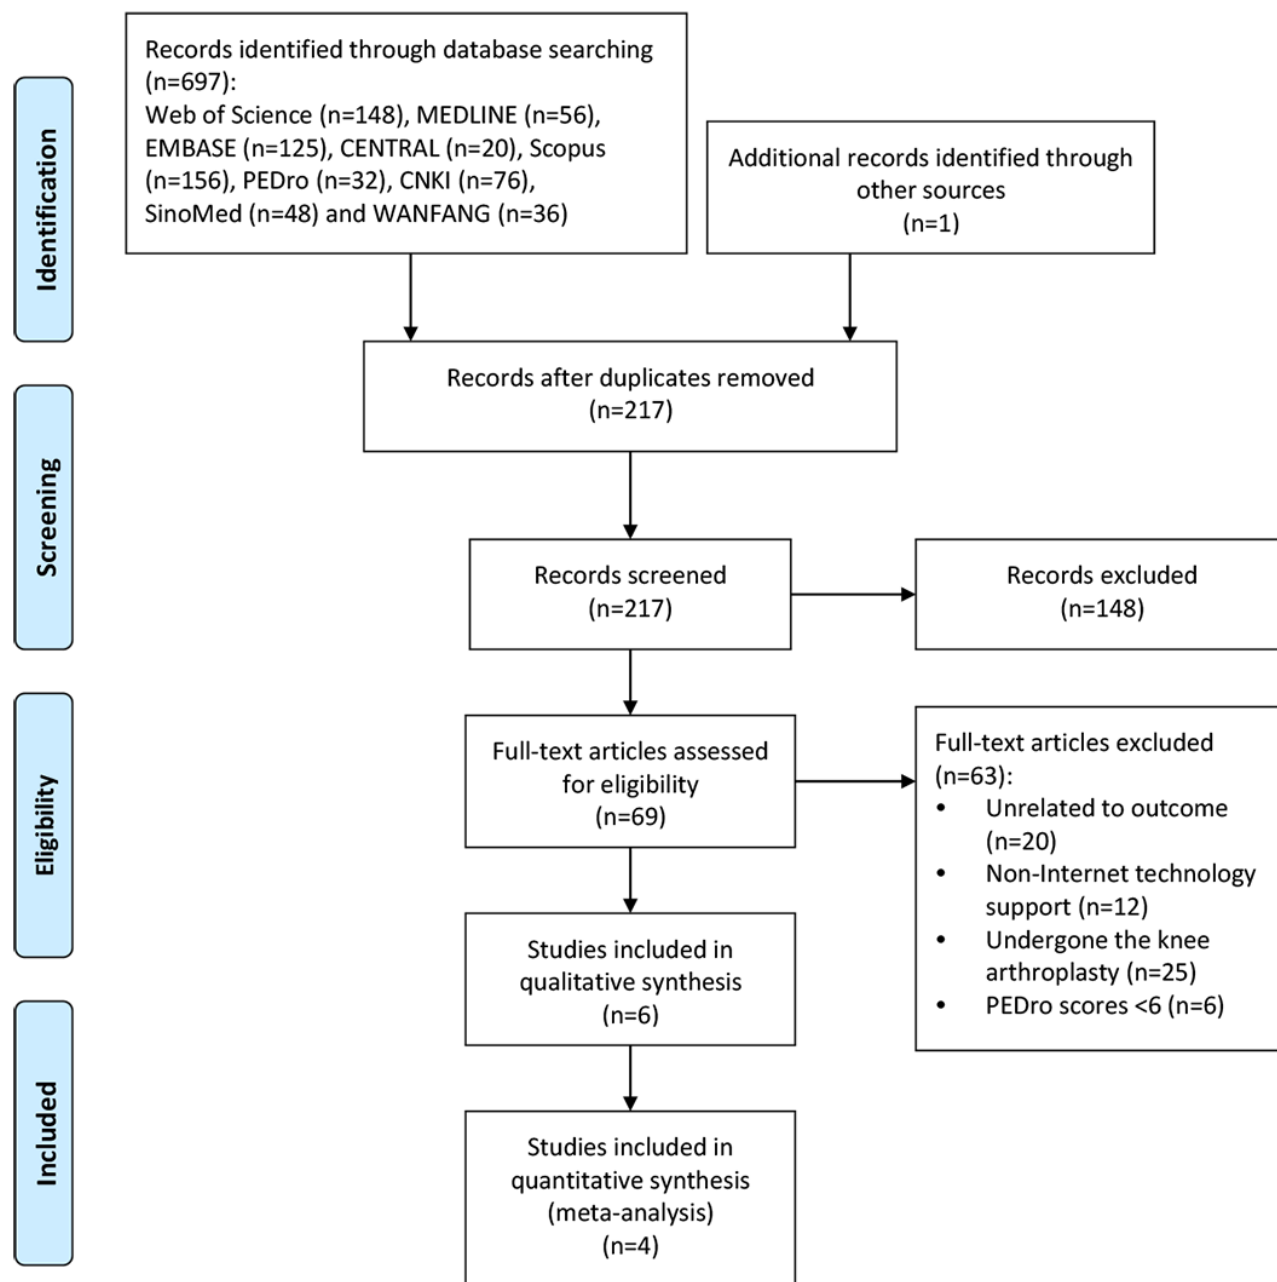 Identification
Records identified through database searching
(n=697):
Web of Science (n=148), MEDLINE (n=56),
EMBASE (n=125), CENTRAL (n=20), Scopus
(n=156), PEDro (n=32), CNKI (n=76),
SinoMed (n=48) and WANFANG (n=36)
Additional records identified through
other sources
(n=1)
Records after duplicates removed
(n=217)
Screening
Records screened
(n=217)
Records excluded
(n=148)
Eligibility
Full-text articles assessed
for eligibility
(n=69)
Full-text articles excluded
(n=63):
• Unrelated to outcome
(n=20)
• Non-Internet technology
support (n=12)
• Undergone the knee
arthroplasty (n=25)
• PEDro scores <6 (n=6)
Studies included in
qualitative synthesis
(n=6)
Included
Studies included in
quantitative synthesis
(meta-analysis)
(n=4)